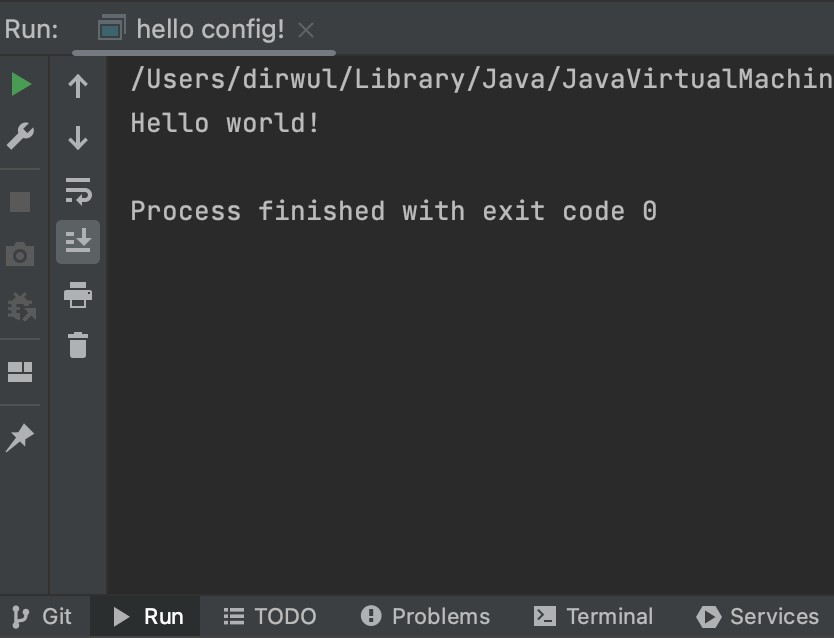 Run: hello config!
/Users/dirwul/Library/Java/JavaVirtualMachin
Hello world!
Process finished with exit code 0
Git Run TODO Problems Terminal Services